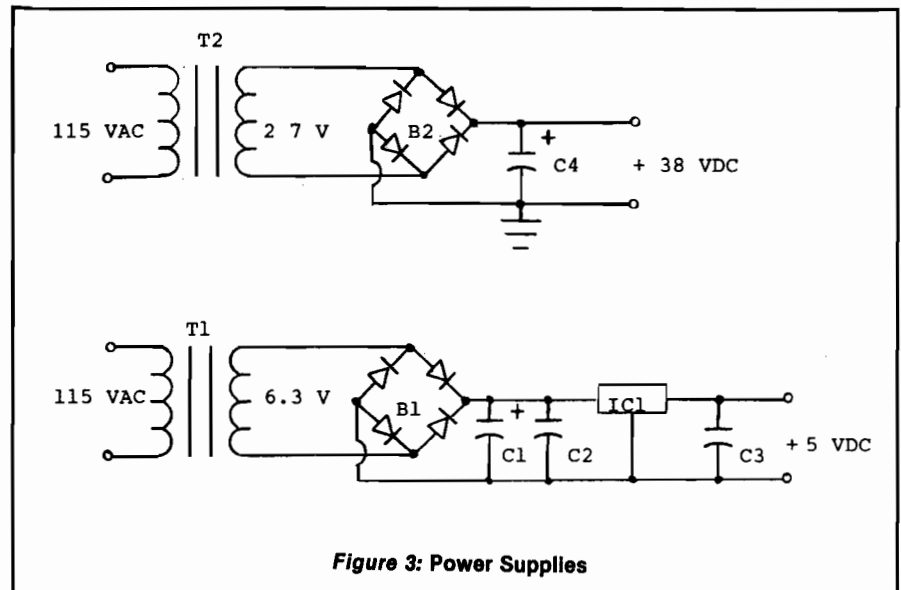 T2
115 VAC
2 7 V
B2
+
C4
+ 38 VDC
T1
115 VAC
6.3 V
B1
+
C1
C2
IC1
C3
+ 5 VDC
Figure 3: Power Supplies